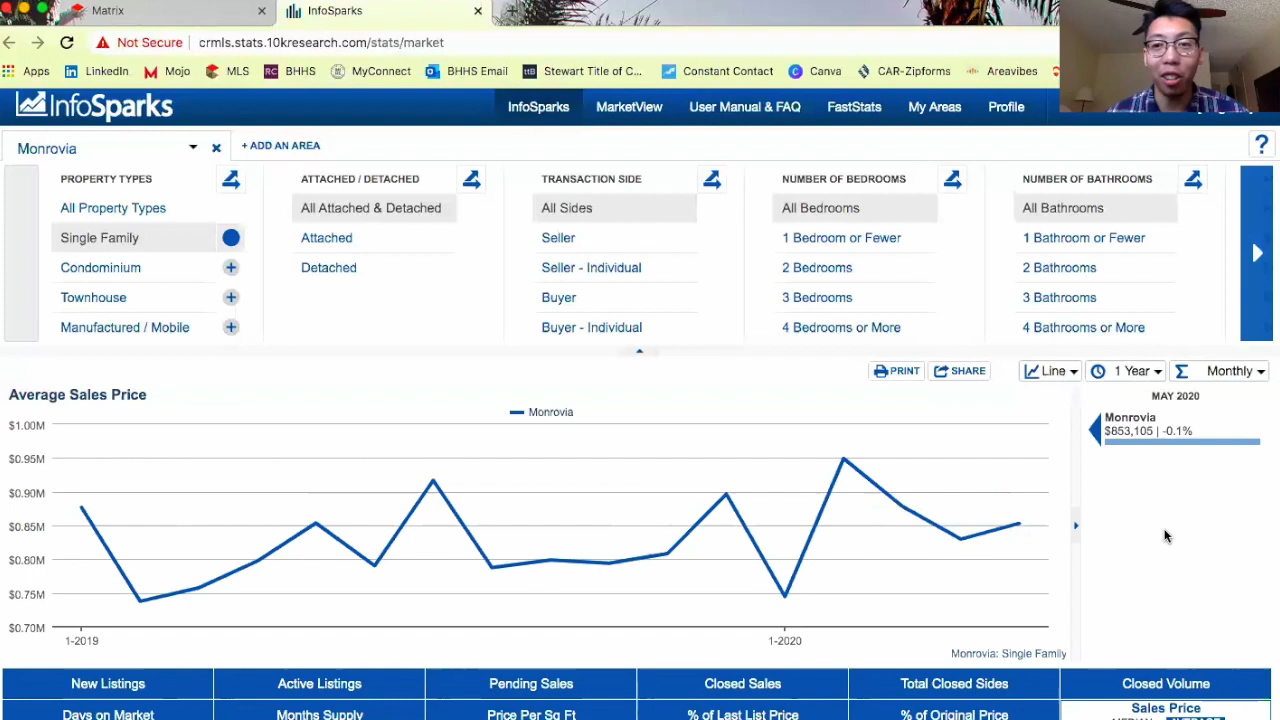 Matrix
InfoSparks
Not Secure
crmls.stats.10kresearch.com/stats/market
Apps
LinkedIn
Mojo
MLS
BHHS
MyConnect
BHHS Email
Stewart Title of C...
Constant Contact
Canva
CAR-Zipforms
Areavibes
InfoSparks
InfoSparks
MarketView
User Manual & FAQ
FastStats
My Areas
Profile
Monrovia
+ ADD AN AREA
?
PROPERTY TYPES
All Property Types
Single Family
Condominium
Townhouse
Manufactured / Mobile
ATTACHED / DETACHED
All Attached & Detached
Attached
Detached
TRANSACTION SIDE
All Sides
Seller
Seller - Individual
Buyer
Buyer - Individual
NUMBER OF BEDROOMS
All Bedrooms
1 Bedroom or Fewer
2 Bedrooms
3 Bedrooms
4 Bedrooms or More
NUMBER OF BATHROOMS
All Bathrooms
1 Bathroom or Fewer
2 Bathrooms
3 Bathrooms
4 Bathrooms or More
PRINT
SHARE
Line
1 Year
Monthly
Average Sales Price
Monrovia
$1.00M
$0.95M
$0.90M
$0.85M
$0.80M
$0.75M
$0.70M
1-2019
1-2020
Monrovia: Single Family
MAY 2020
Monrovia
$853,105 | -0.1%
New Listings
Active Listings
Pending Sales
Closed Sales
Total Closed Sides
Closed Volume
Days on Market
Months Supply
Price Per Sq Ft
% of Last List Price
% of Original Price
Sales Price